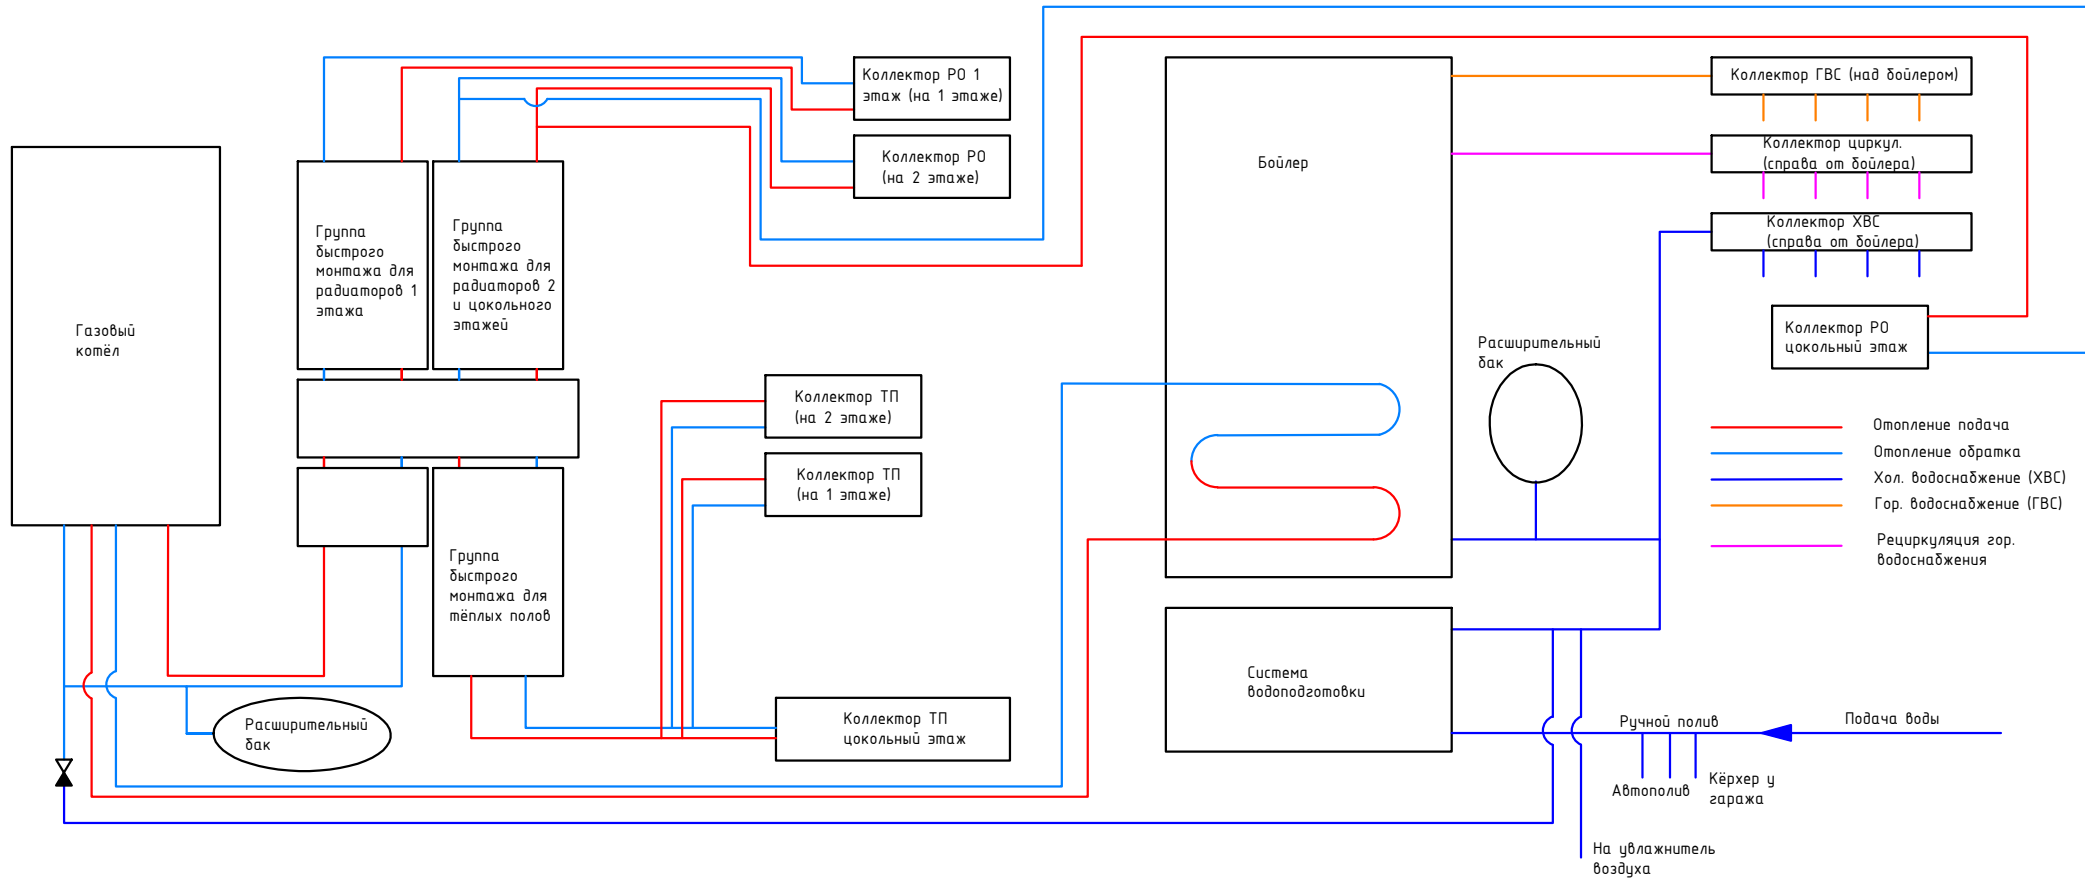 Коллектор РО 1
этаж (на 1 этаже)
Коллектор РО
(на 2 этаже)
Бойлер
Коллектор ГВС (над бойлером)
Коллектор циркул.
(справа от бойлера)
Коллектор ХВС
(справа от бойлера)
Группа
быстрого
монтажа для
радиаторов 1
этажа
Группа
быстрого
монтажа для
радиаторов 2
и цокольного
этажей
Газовый
котёл
Расширительный
бак
Коллектор РО
цокольный этаж
Коллектор ТП
(на 2 этаже)
Коллектор ТП
(на 1 этаже)
Отопление подача
Отопление обратка
Хол. водоснабжение (ХВС)
Гор. водоснабжение (ГВС)
Рециркуляция гор.
водоснабжения
Группа
быстрого
монтажа для
тёплых полов
Система
водоподготовки
Расширительный
бак
Коллектор ТП
цокольный этаж
Ручной полив
Подача воды
Автополив
Кёрхер у
гаража
На увлажнитель
воздуха